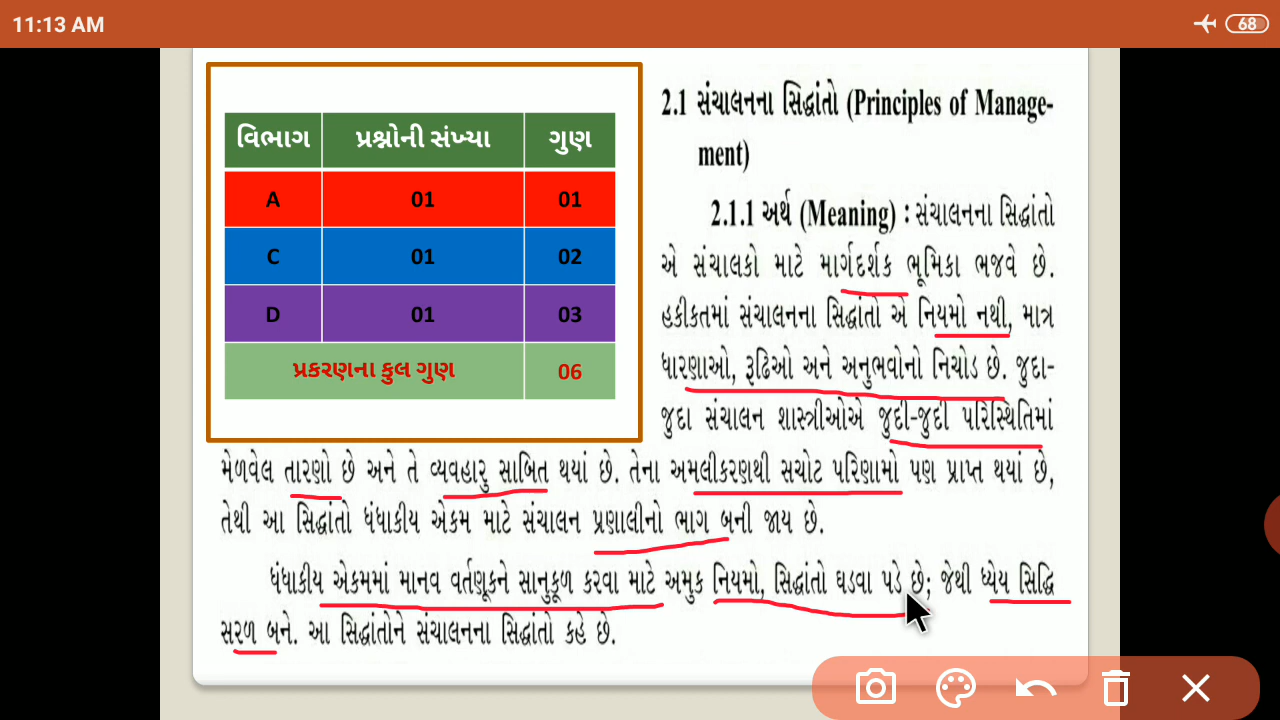 11:13 AM
68
વિભાગ પ્રશ્નોની સંખ્યા ગુણ
A 01 01
C 01 02
D 01 03
પ્રકરણના કુલ ગુણ 06
2.1 સંચાલનના સિદ્ધાંતો (Principles of Manage-
ment)
2.1.1 અર્થ (Meaning) : સંચાલનના સિદ્ધાંતો
એ સંચાલકો માટે માર્ગદર્શક ભૂમિકા ભજવે છે.
હકીકતમાં સંચાલનના સિદ્ધાંતો એ નિયમો નથી, માત્ર
ધારણાઓ, રૂઢિઓ અને અનુભવોનો નિચોડ છે. જુદા-
જુદા સંચાલન શાસ્ત્રીઓએ જુદી-જુદી પરિસ્થિતિમાં
મેળવેલ તારણો છે અને તે વ્યવહારુ સાબિત થયાં છે. તેના અમલીકરણથી સચોટ પરિણામો પણ પ્રાપ્ત થયાં છે,
તેથી આ સિદ્ધાંતો ધંધાકીય એકમ માટે સંચાલન પ્રણાલીનો ભાગ બની જાય છે.
ધંધાકીય એકમમાં માનવ વર્તણૂકને સાનુકૂળ કરવા માટે અમુક નિયમો, સિદ્ધાંતો ઘડવા પડે છે; જેથી ધ્યેય સિદ્ધિ
સરળ બને. આ સિદ્ધાંતોને સંચાલનના સિદ્ધાંતો કહે છે.